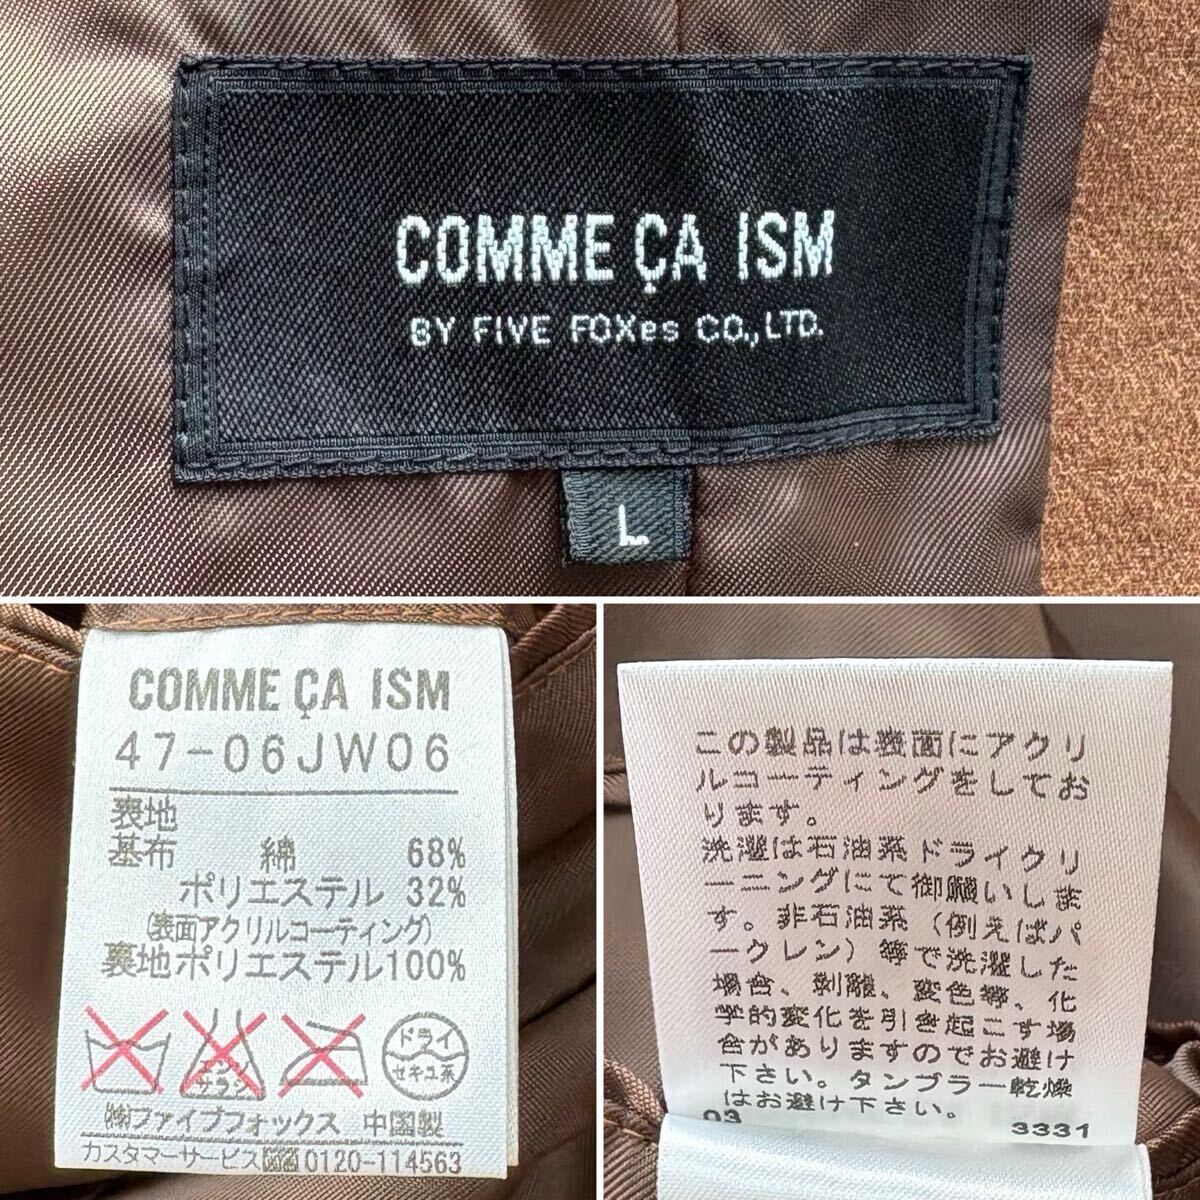 COMME ÇA ISM
BY FIVE FOXes CO.,LTD.
L
COMME ÇA ISM
47-06JW06
表地
基布 綿 68%
ポリエステル 32%
(表面アクリルコーティング)
裏地ポリエステル100%
エンソ
サラシ
ドライ
セキユ系
㈱ファイブフォックス 中国製
カスタマーサービス 0120-114563
この製品は表面にアクリ
ルコーティングをしてお
ります。
洗濯は石油系ドライクリ
ーニングにて御願いしま
す。非石油系(例えばパ
ークレン)等で洗濯した
場合、剥離、変色等、化
学的変化を引き起こす場
合がありますのでお避け
下さい。タンブラー乾燥
はお避け下さい。
03 3331